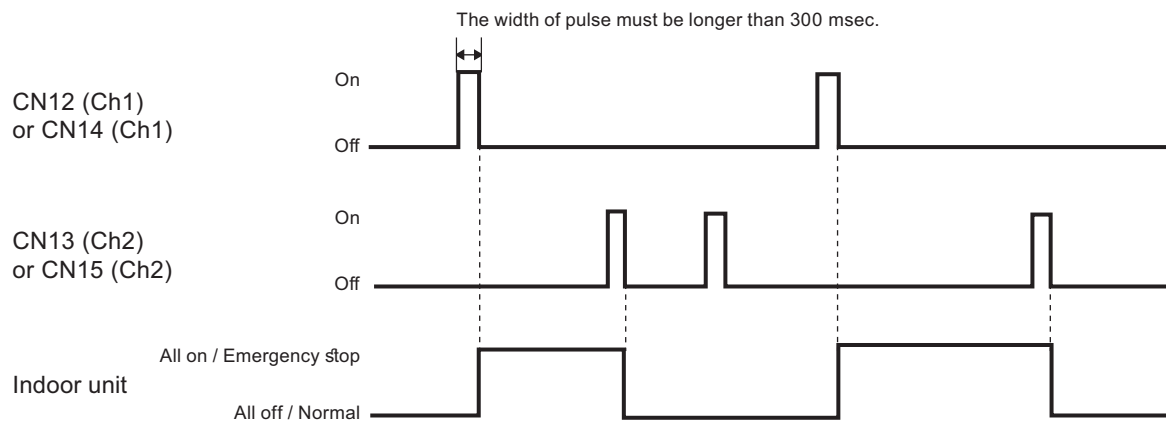 The width of pulse must be longer than 300 msec.
On
CN12 (Ch1)
or CN14 (Ch1)
Off
On
CN13 (Ch2)
or CN15 (Ch2)
Off
All on / Emergency stop
Indoor unit
All off / Normal